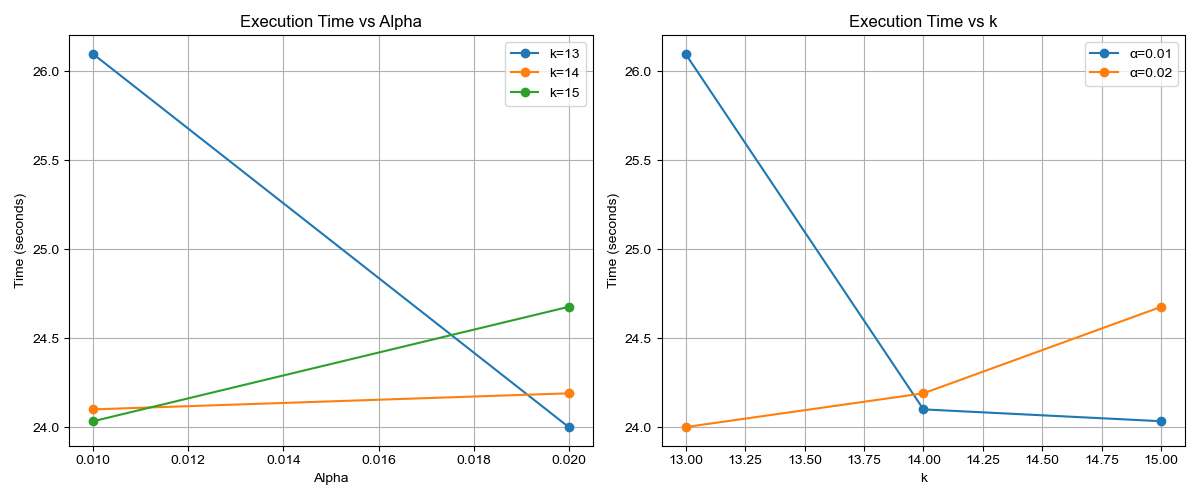 Execution Time vs Alpha
k=13
k=14
k=15
26.0
25.5
25.0
24.5
24.0
Time (seconds)
0.010 0.012 0.014 0.016 0.018 0.020
Alpha
Execution Time vs k
α=0.01
α=0.02
26.0
25.5
25.0
24.5
24.0
Time (seconds)
13.00 13.25 13.50 13.75 14.00 14.25 14.50 14.75 15.00
k